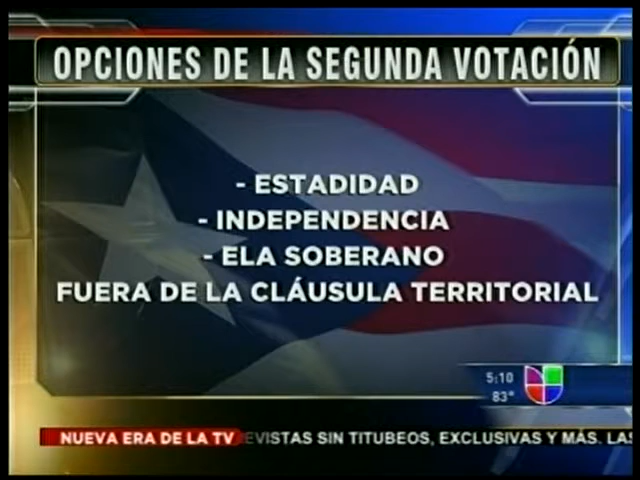 OPCIONES DE LA SEGUNDA VOTACIÓN
- ESTADIDAD
- INDEPENDENCIA
- ELA SOBERANO
FUERA DE LA CLÁUSULA TERRITORIAL
5:10
83°
NUEVA ERA DE LA TV EVISTAS SIN TITUBEOS, EXCLUSIVAS Y MÁS. LAS